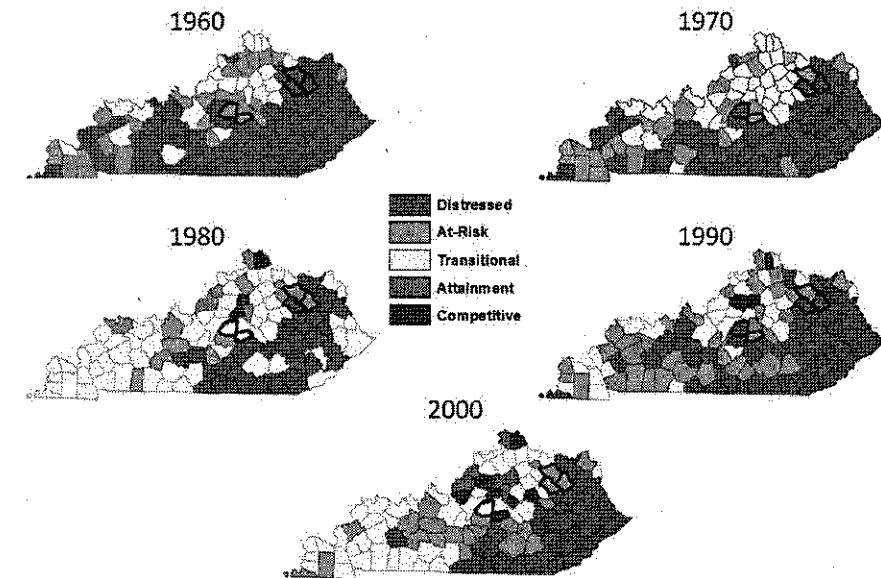 1960
1970
Distressed
At-Risk
Transitional
Attainment
Competitive
1980
1990
2000